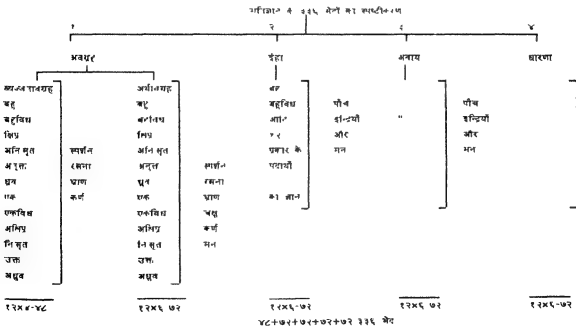 मतिज्ञान के ३३६ भेदों का स्पष्टीकरण
१ २ ३ ४
अवग्रह ईहा अवाय धारणा
व्यञ्जनावग्रह अर्थावग्रह बहु
बहु बहु बहुविध पाँच पाँच
बहुविध बहुविध आदि इन्द्रियाँ " इन्द्रियाँ
क्षिप्र क्षिप्र १२ और और
अनि सृत स्पर्शन अनि सृत प्रकार के मन मन
अनुक्त रसना अनुक्त स्पर्शन पदार्थों
ध्रुव घ्राण ध्रुव रसना
एक कर्ण एक घ्राण का ज्ञान
एकविध एकविध चक्षु
अक्षिप्र अक्षिप्र कर्ण
नि सृत नि सृत मन
उक्त उक्त
अध्रुव अध्रुव
१२×४-४८ १२×६ ७२ १२×६-७२ १२×६ ७२ १२×६-७२
४८+७२+७२+७२+७२ ३३६ भेद